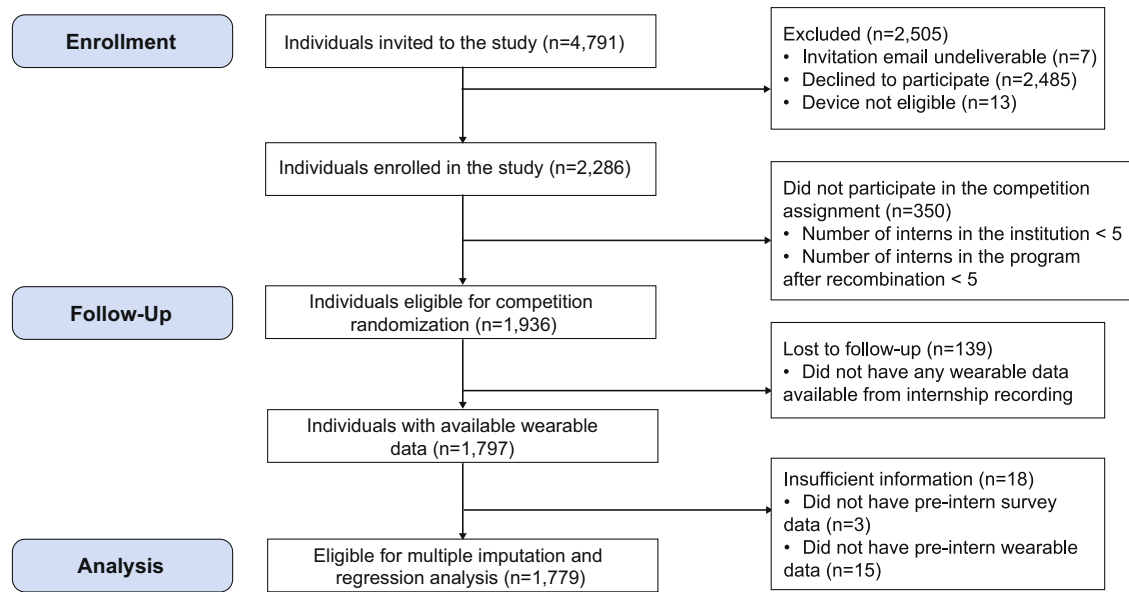 Enrollment
Individuals invited to the study (n=4,791)
Excluded (n=2,505)
• Invitation email undeliverable (n=7)
• Declined to participate (n=2,485)
• Device not eligible (n=13)
Individuals enrolled in the study (n=2,286)
Did not participate in the competition
assignment (n=350)
• Number of interns in the institution < 5
• Number of interns in the program
after recombination < 5
Follow-Up
Individuals eligible for competition
randomization (n=1,936)
Lost to follow-up (n=139)
• Did not have any wearable data
available from internship recording
Individuals with available wearable
data (n=1,797)
Insufficient information (n=18)
• Did not have pre-intern survey
data (n=3)
• Did not have pre-intern wearable
data (n=15)
Analysis
Eligible for multiple imputation and
regression analysis (n=1,779)